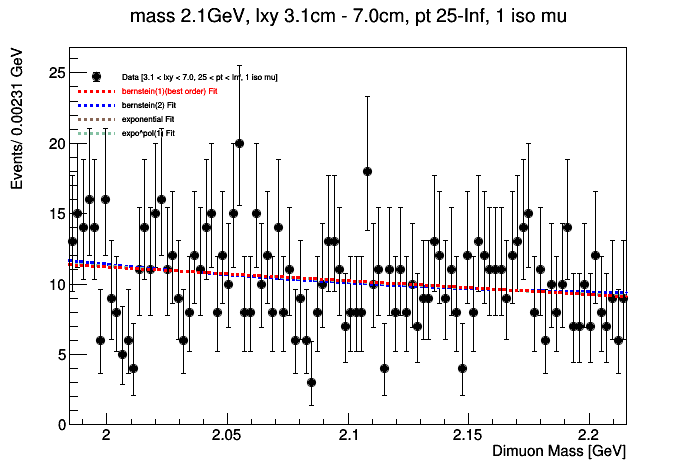 mass 2.1GeV, lxy 3.1cm - 7.0cm, pt 25-Inf, 1 iso mu
Events/ 0.00231 GeV
25
20
15
10
5
0
Data [3.1 < lxy < 7.0, 25 < pt < Inf, 1 iso mu]
bernstein(1)(best order) Fit
bernstein(2) Fit
exponential Fit
expo*pol(1) Fit
2
2.05
2.1
2.15
2.2
Dimuon Mass [GeV]